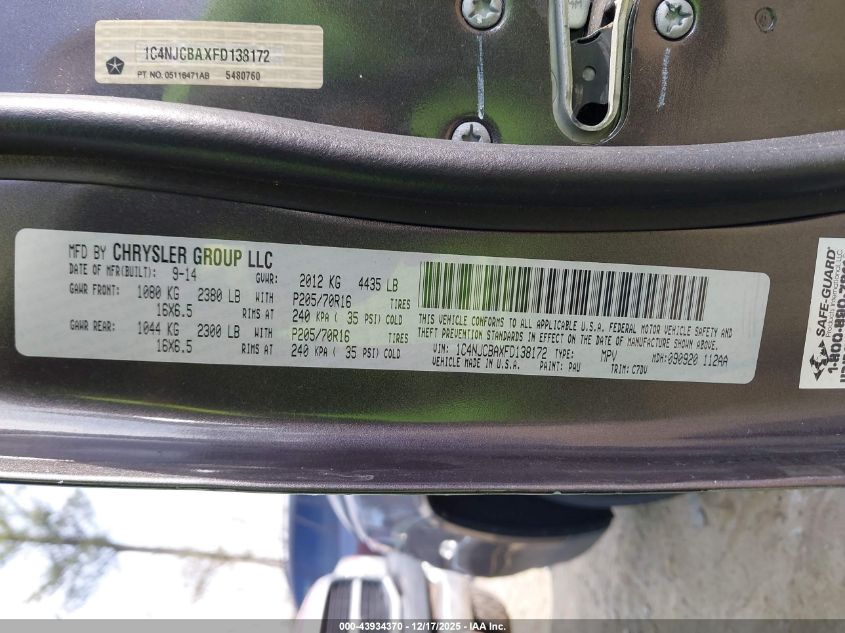 1C4NJCBAXFD138172
PT NO. 05116471AB 5480760
MFD BY CHRYSLER GROUP LLC
DATE OF MFR(BUILT): 9-14 GVWR: 2012 KG 4435 LB
GAWR FRONT: 1080 KG 2380 LB WITH P205/70R16 TIRES
16X6.5 RIMS AT 240 KPA ( 35 PSI) COLD
GAWR REAR: 1044 KG 2300 LB WITH P205/70R16 TIRES
16X6.5 RIMS AT 240 KPA ( 35 PSI) COLD
THIS VEHICLE CONFORMS TO ALL APPLICABLE U.S.A. FEDERAL MOTOR VEHICLE SAFETY AND
THEFT PREVENTION STANDARDS IN EFFECT ON THE DATE OF MANUFACTURE SHOWN ABOVE.
VIN: 1C4NJCBAXFD138172 TYPE: MPV MDH:090920 112AA
VEHICLE MADE IN U.S.A. PAINT: PAU TRIM: C7DV
SAFE-GUARD
000-43934370 - 12/17/2025 - IAA, Inc.